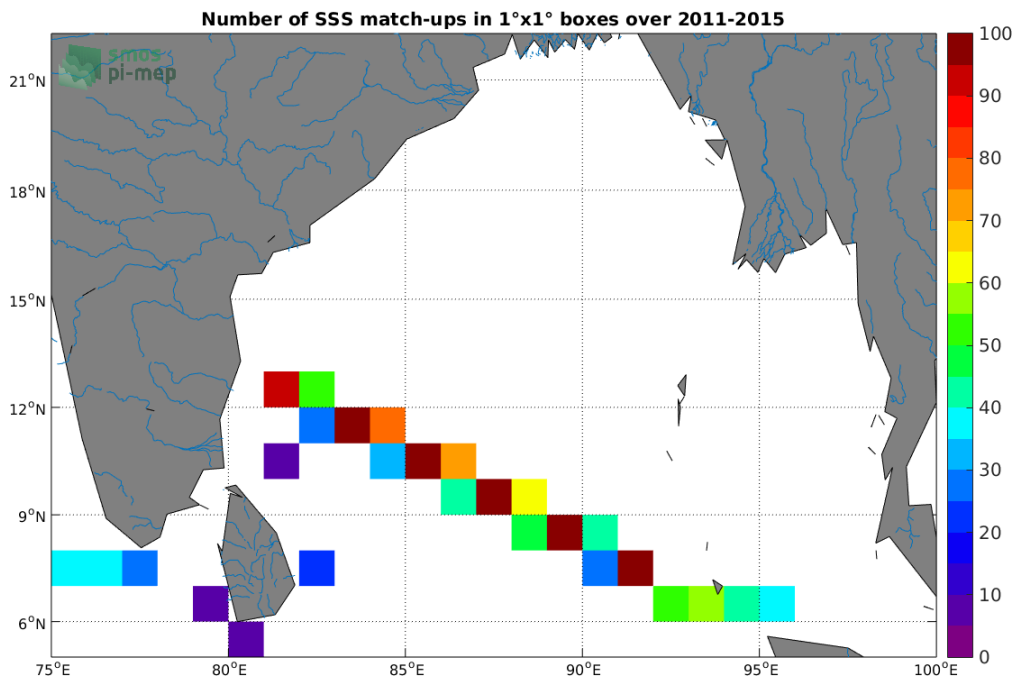 Number of SSS match-ups in 1°x1° boxes over 2011-2015
smos
pi-mep
21°N
18°N
15°N
12°N
9°N
6°N
75°E
80°E
85°E
90°E
95°E
100°E
100
90
80
70
60
50
40
30
20
10
0